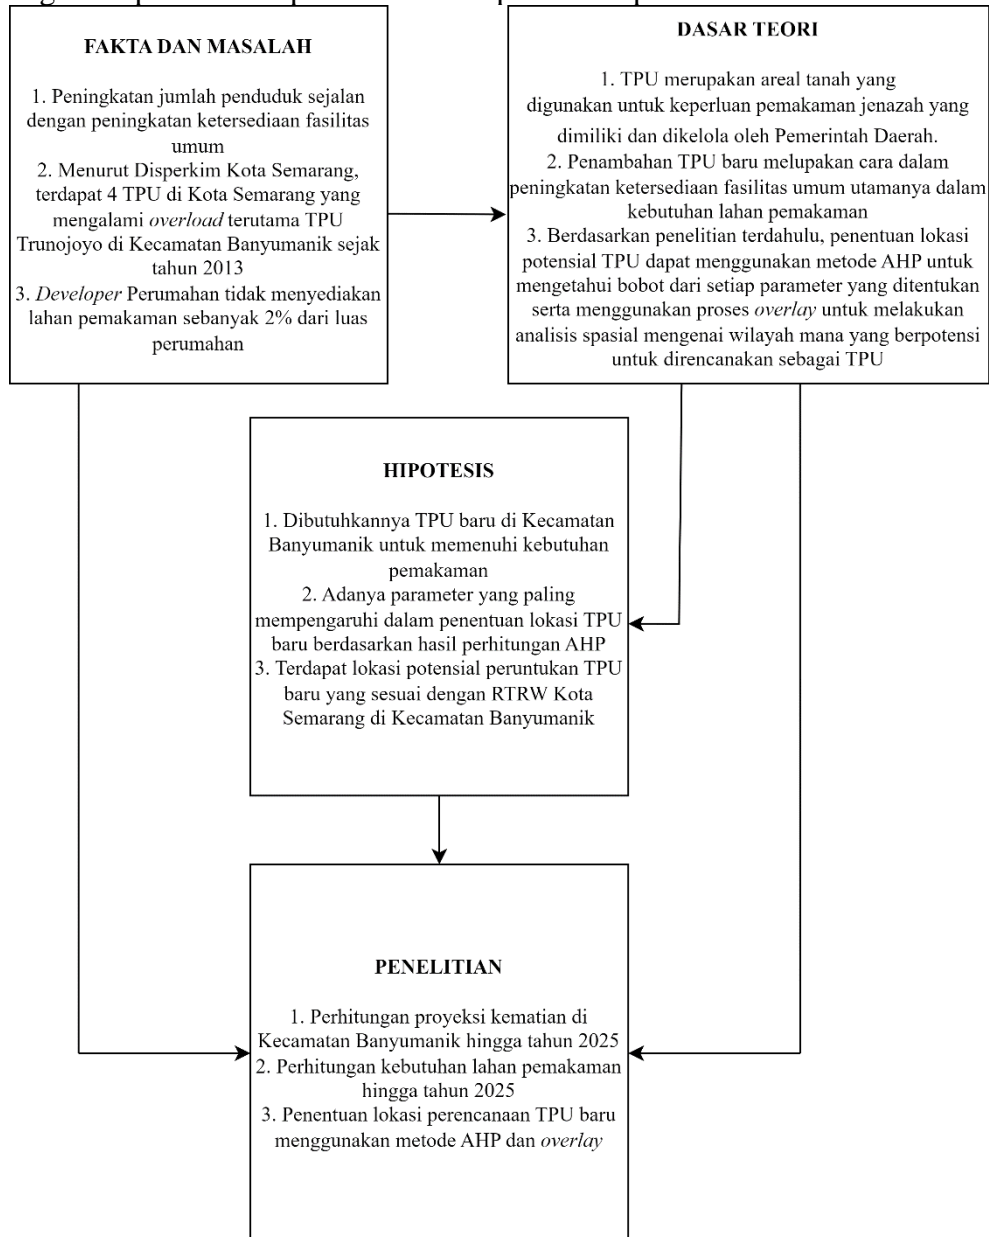 FAKTA DAN MASALAH
1. Peningkatan jumlah penduduk sejalan
dengan peningkatan ketersediaan fasilitas
umum
2. Menurut Disperkim Kota Semarang,
terdapat 4 TPU di Kota Semarang yang
mengalami overload terutama TPU
Trunojoyo di Kecamatan Banyumanik sejak
tahun 2013
3. Developer Perumahan tidak menyediakan
lahan pemakaman sebanyak 2% dari luas
perumahan
DASAR TEORI
1. TPU merupakan areal tanah yang
digunakan untuk keperluan pemakaman jenazah yang
dimiliki dan dikelola oleh Pemerintah Daerah.
2. Penambahan TPU baru melupakan cara dalam
peningkatan ketersediaan fasilitas umum utamanya dalam
kebutuhan lahan pemakaman
3. Berdasarkan penelitian terdahulu, penentuan lokasi
potensial TPU dapat menggunakan metode AHP untuk
mengetahui bobot dari setiap parameter yang ditentukan
serta menggunakan proses overlay untuk melakukan
analisis spasial mengenai wilayah mana yang berpotensi
untuk direncanakan sebagai TPU
HIPOTESIS
1. Dibutuhkannya TPU baru di Kecamatan
Banyumanik untuk memenuhi kebutuhan
pemakaman
2. Adanya parameter yang paling
mempengaruhi dalam penentuan lokasi TPU
baru berdasarkan hasil perhitungan AHP
3. Terdapat lokasi potensial peruntukan TPU
baru yang sesuai dengan RTRW Kota
Semarang di Kecamatan Banyumanik
PENELITIAN
1. Perhitungan proyeksi kematian di
Kecamatan Banyumanik hingga tahun 2025
2. Perhitungan kebutuhan lahan pemakaman
hingga tahun 2025
3. Penentuan lokasi perencanaan TPU baru
menggunakan metode AHP dan overlay